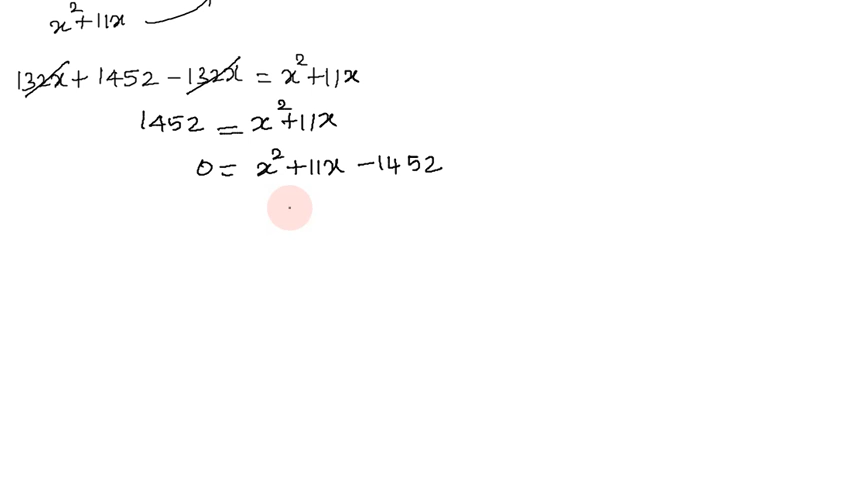 x²+11x
132x + 1452 - 132x = x²+11x
1452 = x²+11x
0 = x²+11x -1452